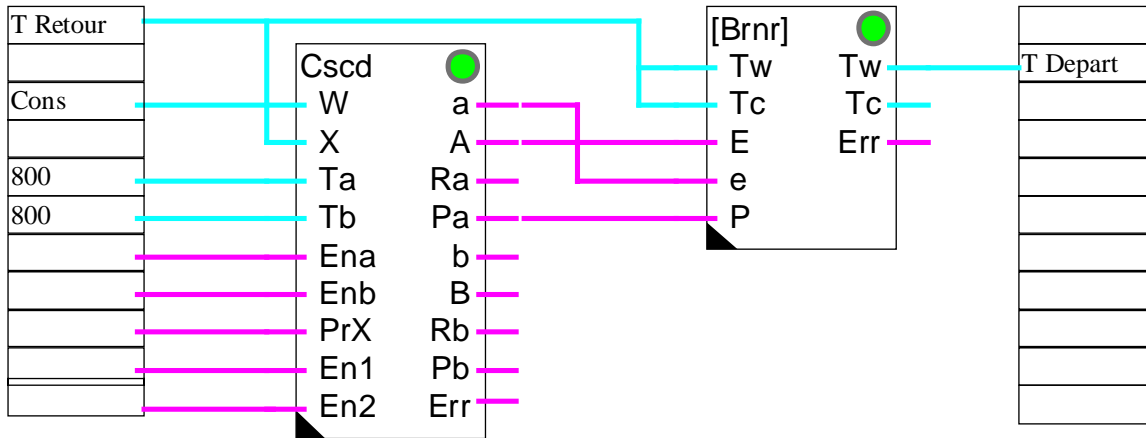 T Retour
Cons
800
800
Cscd
W a
X A
Ta Ra
Tb Pa
Ena b
Enb B
PrX Rb
En1 Pb
En2 Err
[Brnr]
Tw Tw
Tc Tc
E Err
e
P
T Depart